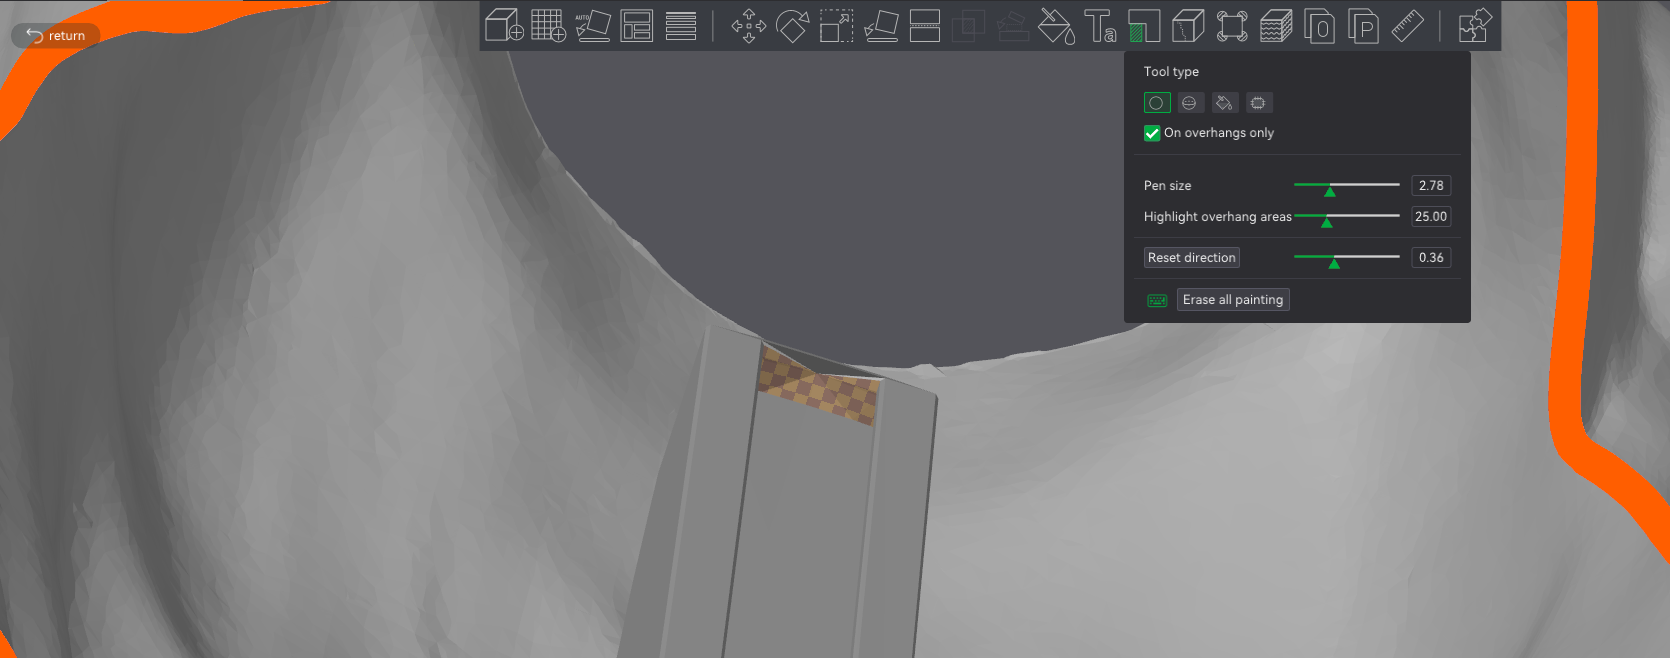 return
AUTO
Ta
O
P
Tool type
On overhangs only
Pen size 2.78
Highlight overhang areas 25.00
Reset direction 0.36
Erase all painting